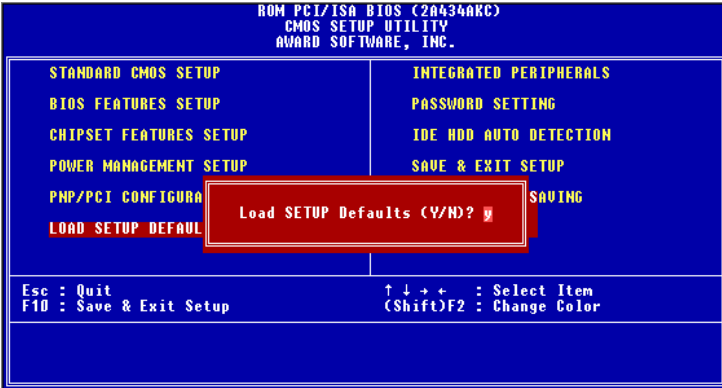 ROM PCI/ISA BIOS (2A434AKC)
CMOS SETUP UTILITY
AWARD SOFTWARE, INC.
STANDARD CMOS SETUP
BIOS FEATURES SETUP
CHIPSET FEATURES SETUP
POWER MANAGEMENT SETUP
PNP/PCI CONFIGURA
LOAD SETUP DEFAUL
INTEGRATED PERIPHERALS
PASSWORD SETTING
IDE HDD AUTO DETECTION
SAVE & EXIT SETUP
SAVING
Load SETUP Defaults (Y/N)? y
Esc : Quit
F10 : Save & Exit Setup
↑ ↓ → ← : Select Item
(Shift)F2 : Change Color